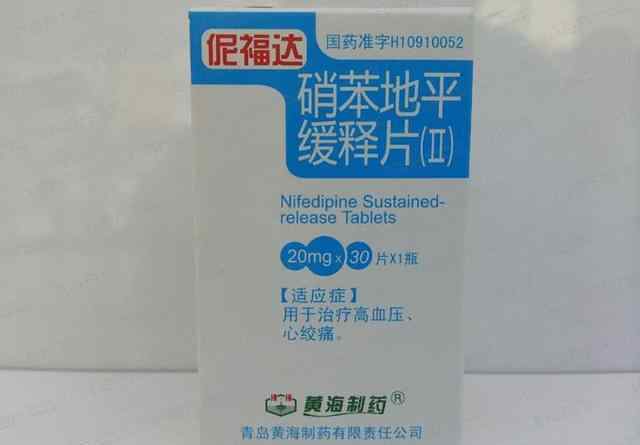 伲福达
国药准字H10910052
硝苯地平
缓释片(Ⅱ)
Nifedipine Sustained-
release Tablets
20mg x 30 片X1瓶
【适应症】
用于治疗高血压、
心绞痛。
黄海制药®
青岛黄海制药有限责任公司